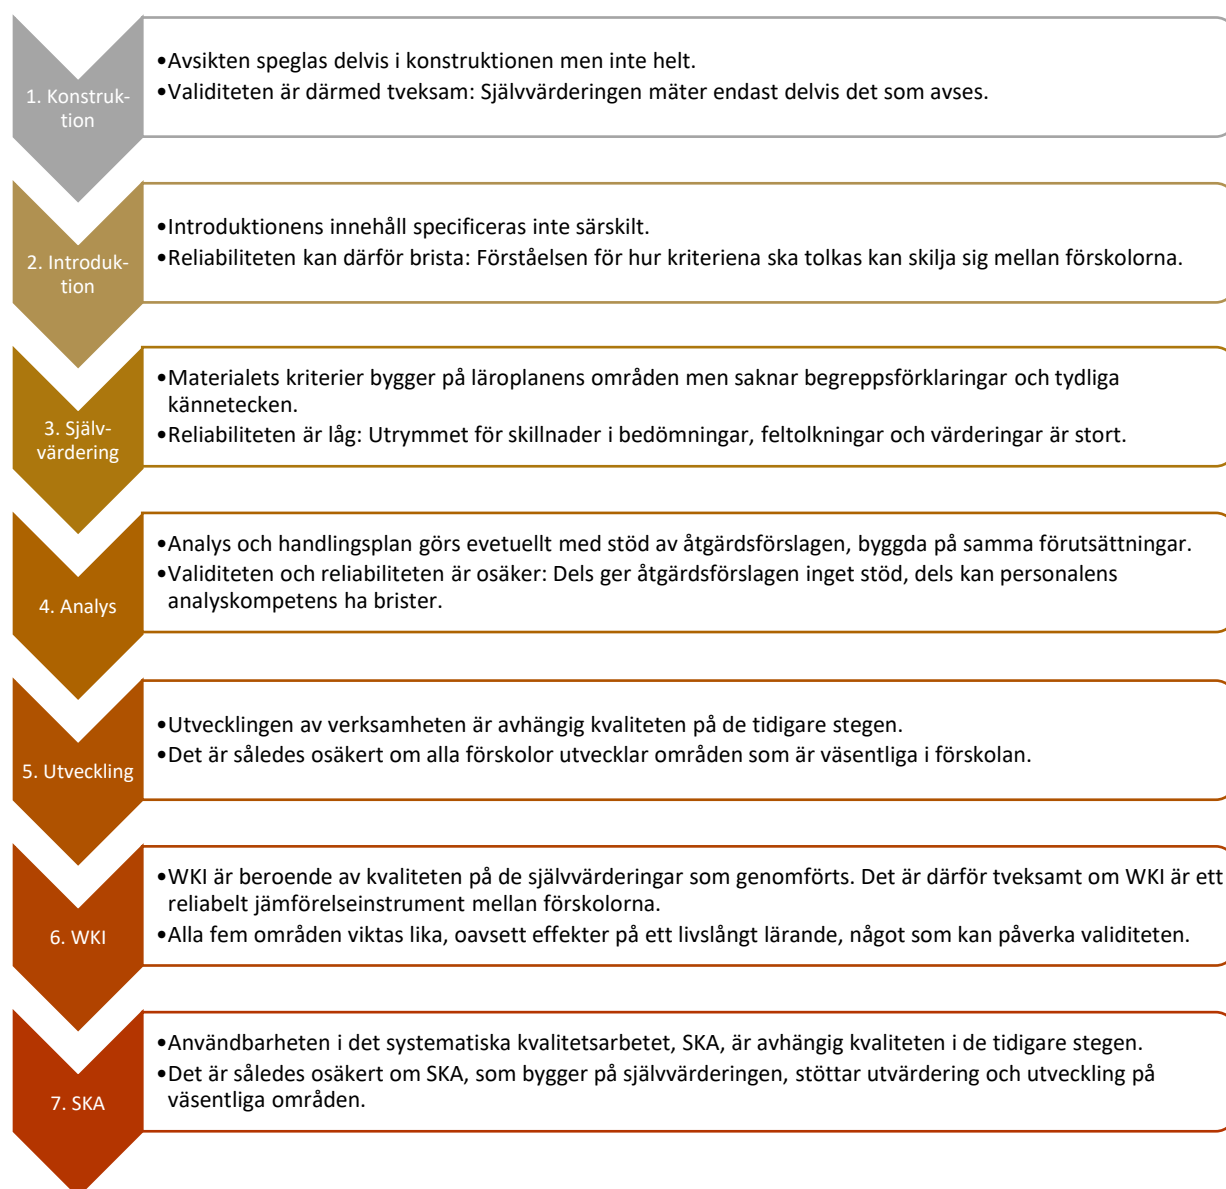 1. Konstruk-
tion
•Avsikten speglas delvis i konstruktionen men inte helt.
•Validiteten är därmed tveksam: Självvärderingen mäter endast delvis det som avses.
2. Introduk-
tion
•Introduktionens innehåll specificeras inte särskilt.
•Reliabiliteten kan därför brista: Förståelsen för hur kriteriena ska tolkas kan skilja sig mellan förskolorna.
3. Själv-
värdering
•Materialets kriterier bygger på läroplanens områden men saknar begreppsförklaringar och tydliga
kännetecken.
•Reliabiliteten är låg: Utrymmet för skillnader i bedömningar, feltolkningar och värderingar är stort.
4. Analys
•Analys och handlingsplan görs evetuellt med stöd av åtgärdsförslagen, byggda på samma förutsättningar.
•Validiteten och reliabiliteten är osäker: Dels ger åtgärdsförslagen inget stöd, dels kan personalens
analyskompetens ha brister.
5. Utveckling
•Utvecklingen av verksamheten är avhängig kvaliteten på de tidigare stegen.
•Det är således osäkert om alla förskolor utvecklar områden som är väsentliga i förskolan.
6. WKI
•WKI är beroende av kvaliteten på de självvärderingar som genomförts. Det är därför tveksamt om WKI är ett
reliabelt jämförelseinstrument mellan förskolorna.
•Alla fem områden viktas lika, oavsett effekter på ett livslångt lärande, något som kan påverka validiteten.
7. SKA
•Användbarheten i det systematiska kvalitetsarbetet, SKA, är avhängig kvaliteten i de tidigare stegen.
•Det är således osäkert om SKA, som bygger på självvärderingen, stöttar utvärdering och utveckling på
väsentliga områden.